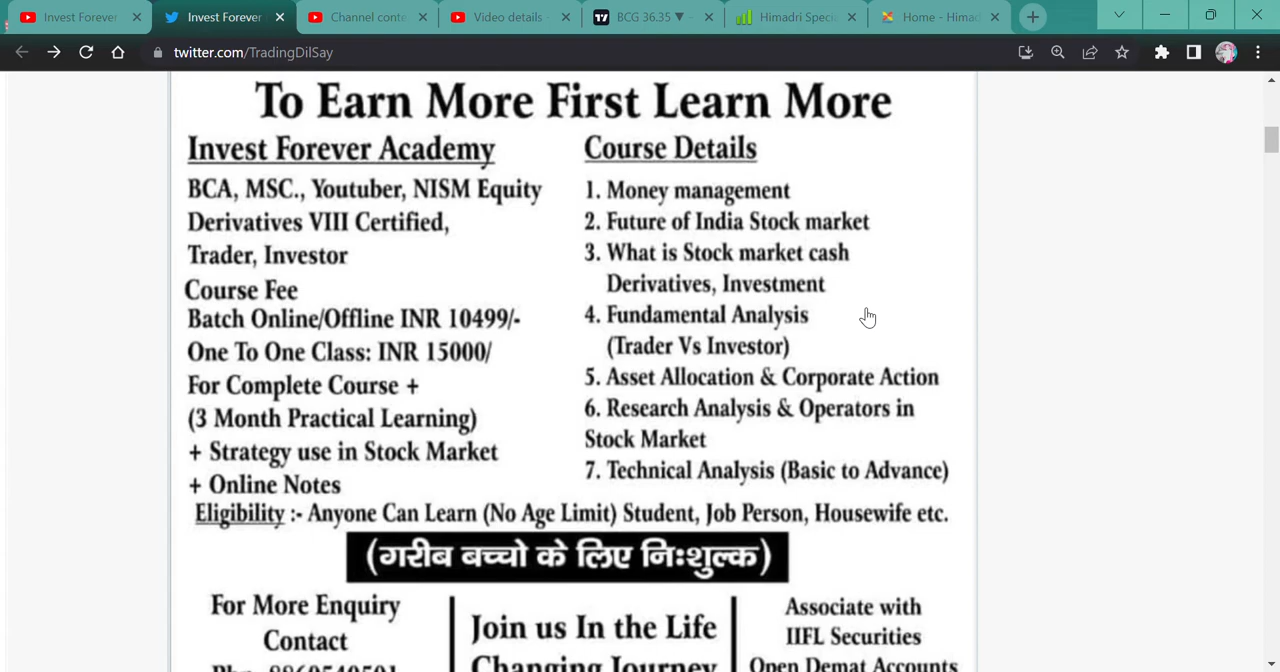 Invest Forever
Invest Forever
Channel conte
Video details -
BCG 36.35 ▼ -
Himadri Speci
Home - Himad
twitter.com/TradingDilSay
To Earn More First Learn More
Invest Forever Academy
BCA, MSC., Youtuber, NISM Equity
Derivatives VIII Certified,
Trader, Investor
Course Fee
Batch Online/Offline INR 10499/-
One To One Class: INR 15000/
For Complete Course +
(3 Month Practical Learning)
+ Strategy use in Stock Market
+ Online Notes
Course Details
1. Money management
2. Future of India Stock market
3. What is Stock market cash
Derivatives, Investment
4. Fundamental Analysis
(Trader Vs Investor)
5. Asset Allocation & Corporate Action
6. Research Analysis & Operators in
Stock Market
7. Technical Analysis (Basic to Advance)
Eligibility :- Anyone Can Learn (No Age Limit) Student, Job Person, Housewife etc.
(गरीब बच्चो के लिए निःशुल्क)
For More Enquiry
Contact
Join us In the Life
Changing Journey
Associate with
IIFL Securities
Open Demat Accounts